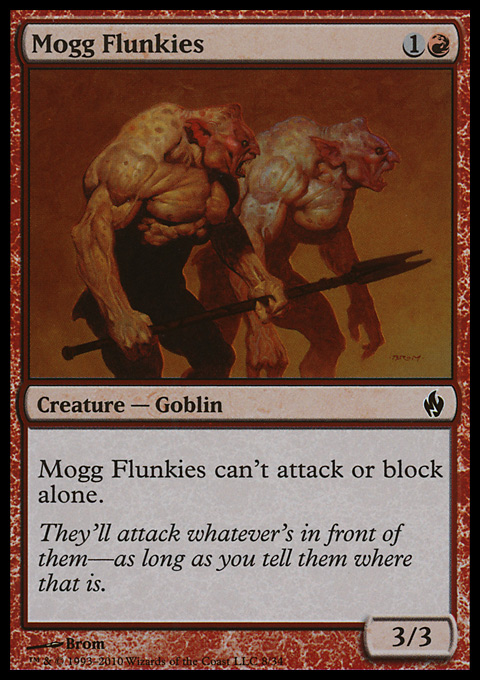 Mogg Flunkies 1
BROM
Creature — Goblin
Mogg Flunkies can't attack or block
alone.
They'll attack whatever's in front of
them—as long as you tell them where
that is.
3/3
Brom
™ & © 1993–2010 Wizards of the Coast LLC 8/34